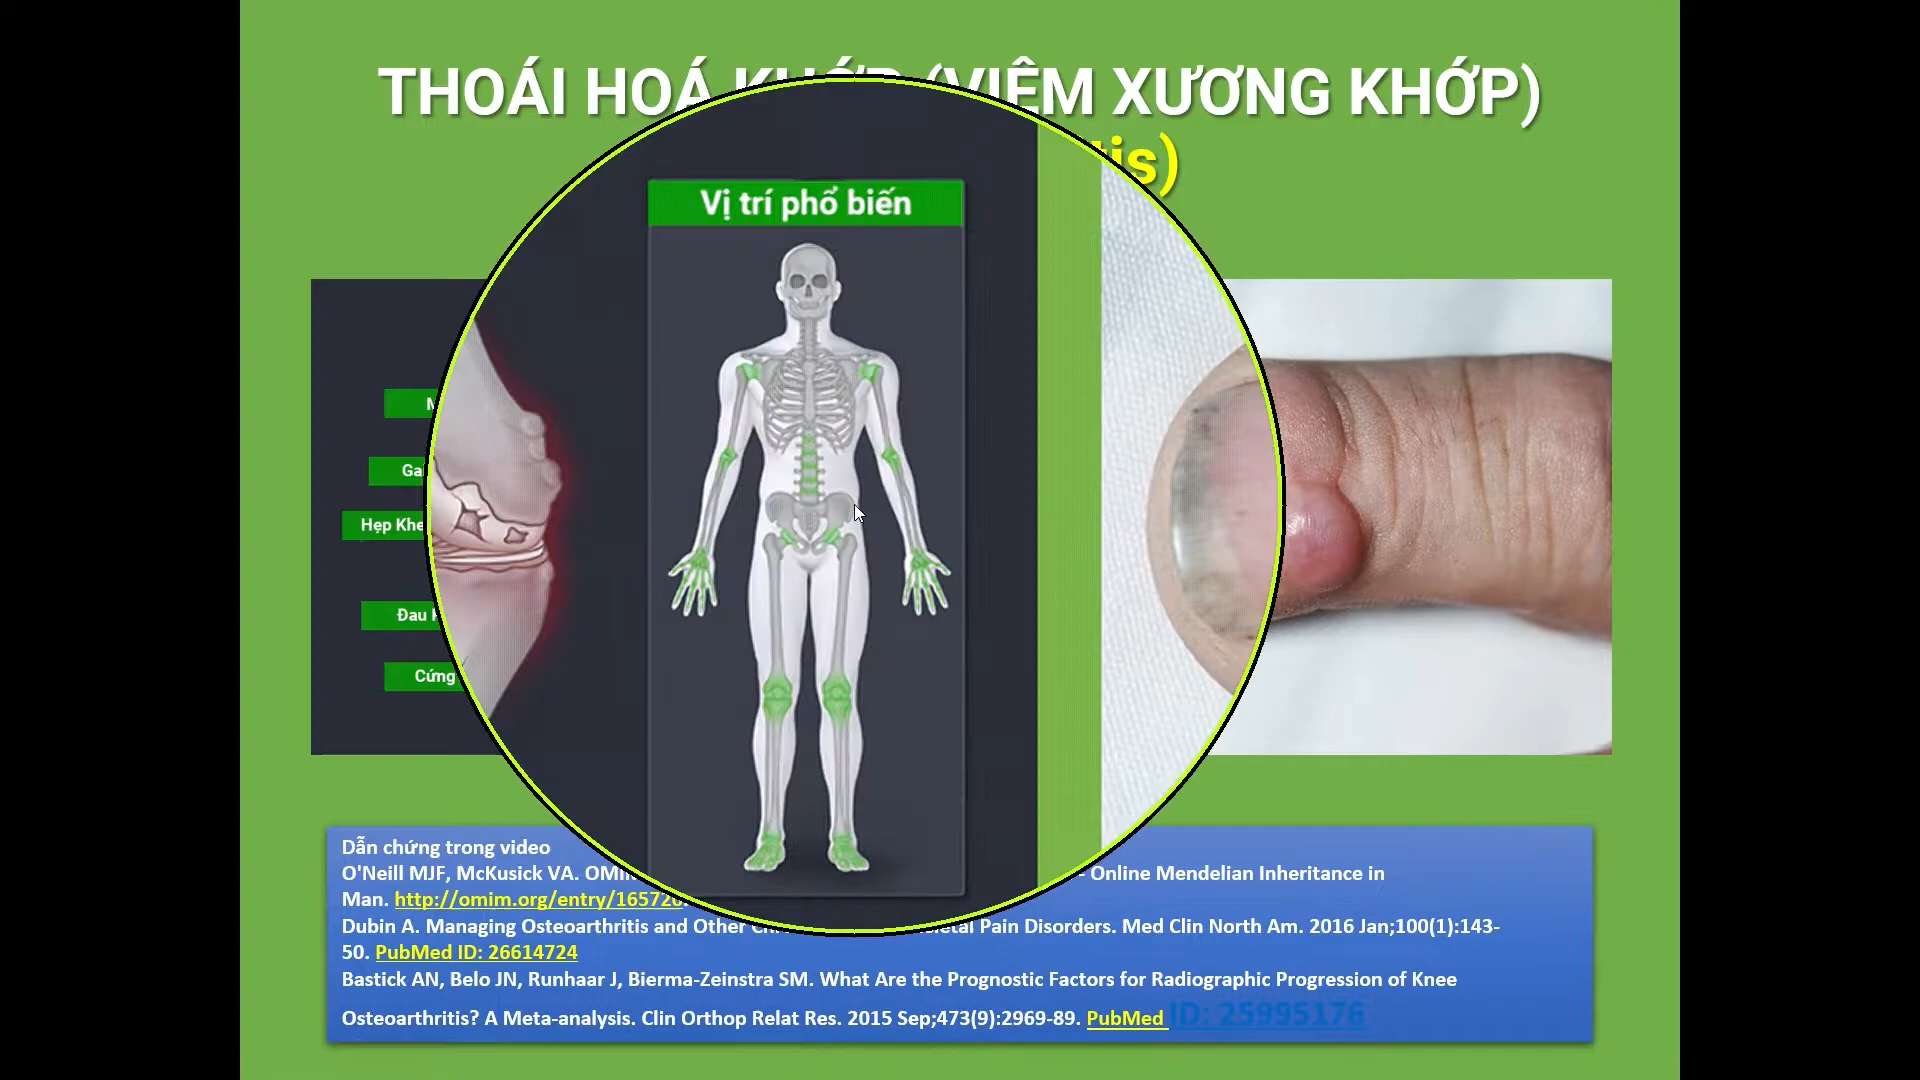 THOÁI HOÁ KHỚP (VIÊM XƯƠNG KHỚP)
Vị trí phổ biến
Hẹp Khe
Đau
Cứng
Dẫn chứng trong video
O'Neill MJF, McKusick VA. - Online Mendelian Inheritance in
Man. http://omim.org/entry/165720.
Dubin A. Managing Osteoarthritis and Other Pain Disorders. Med Clin North Am. 2016 Jan;100(1):143-
50. PubMed ID: 26614724
Bastick AN, Belo JN, Runhaar J, Bierma-Zeinstra SM. What Are the Prognostic Factors for Radiographic Progression of Knee
Osteoarthritis? A Meta-analysis. Clin Orthop Relat Res. 2015 Sep;473(9):2969-89. PubMed ID: 25995176